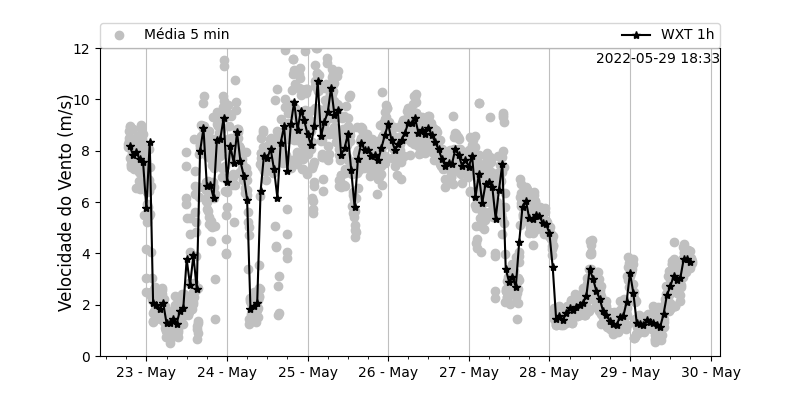 Média 5 min
WXT 1h
2022-05-29 18:33
Velocidade do Vento (m/s)
12
10
8
6
4
2
0
23 - May
24 - May
25 - May
26 - May
27 - May
28 - May
29 - May
30 - May